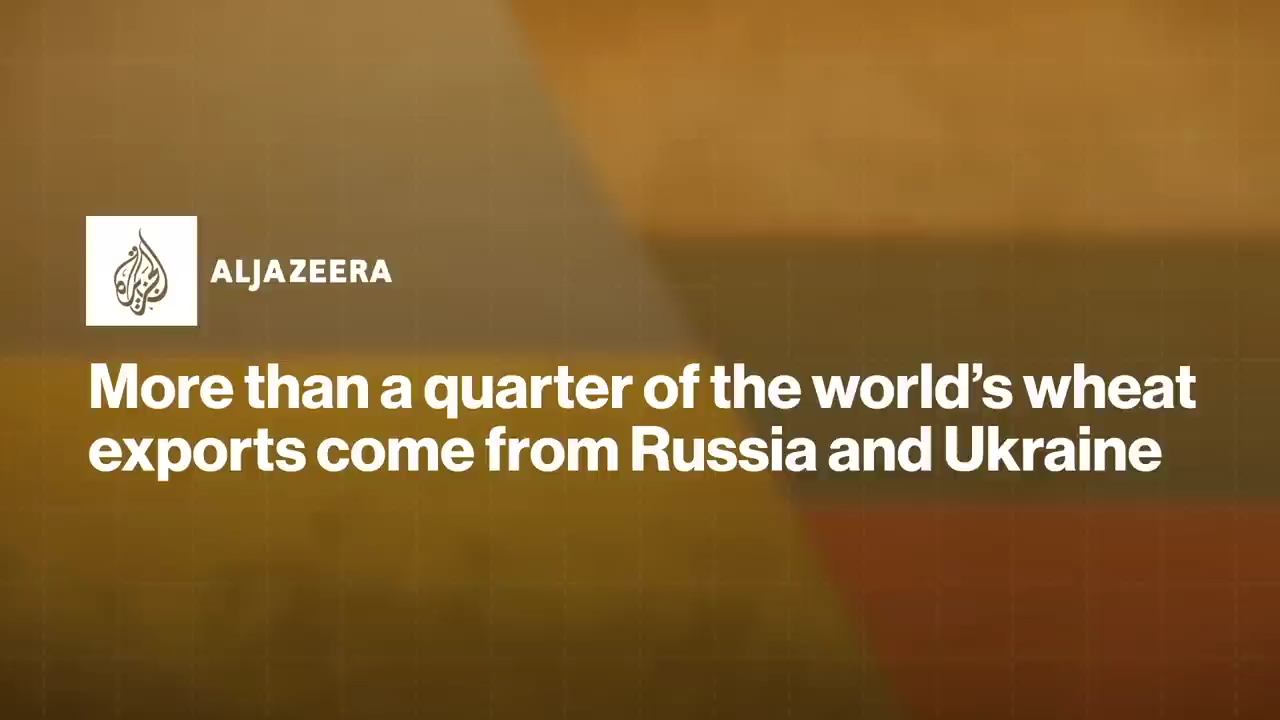 ALJAZEERA
More than a quarter of the world’s wheat
exports come from Russia and Ukraine